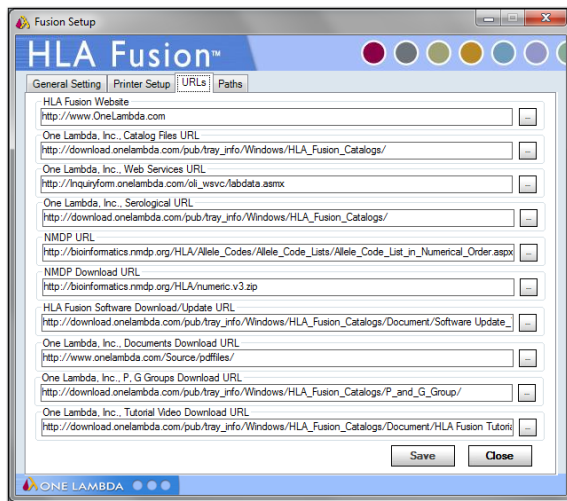 Fusion Setup
HLA Fusion™
General Setting Printer Setup URLs Paths
HLA Fusion Website
http://www.OneLambda.com
...
One Lambda, Inc., Catalog Files URL
http://download.onelambda.com/pub/tray_info/Windows/HLA_Fusion_Catalogs/
...
One Lambda, Inc., Web Services URL
http://Inquiryform.onelambda.com/oli_wsvc/labdata.asmx
...
One Lambda, Inc., Serological URL
http://download.onelambda.com/pub/tray_info/Windows/HLA_Fusion_Catalogs/
...
NMDP URL
http://bioinformatics.nmdp.org/HLA/Allele_Codes/Allele_Code_Lists/Allele_Code_List_in_Numerical_Order.aspx
...
NMDP Download URL
http://bioinformatics.nmdp.org/HLA/numeric.v3.zip
...
HLA Fusion Software Download/Update URL
http://download.onelambda.com/pub/tray_info/Windows/HLA_Fusion_Catalogs/Document/Software Update_
...
One Lambda, Inc., Documents Download URL
http://www.onelambda.com/Source/pdffiles/
...
One Lambda, Inc., P, G Groups Download URL
http://download.onelambda.com/pub/tray_info/Windows/HLA_Fusion_Catalogs/P_and_G_Group/
...
One Lambda, Inc., Tutorial Video Download URL
http://download.onelambda.com/pub/tray_info/Windows/HLA_Fusion_Catalogs/Document/HLA Fusion Tutoria
...
Save Close
ONE LAMBDA